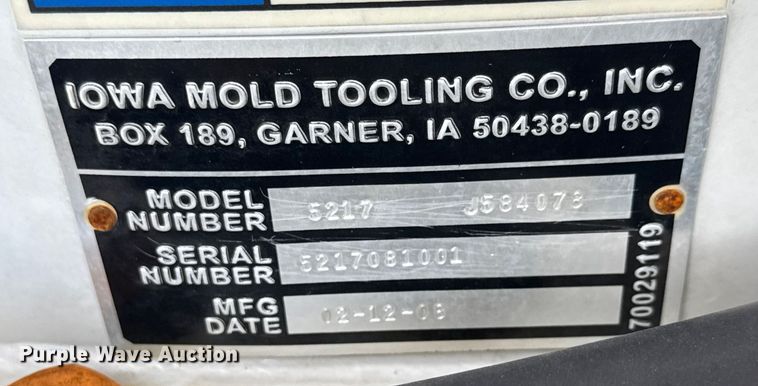 IOWA MOLD TOOLING CO., INC.
BOX 189, GARNER, IA 50438-0189
MODEL NUMBER 5217 J584078
SERIAL NUMBER 5217081001
MFG DATE 02-12-08
70029119
Purple Wave Auction